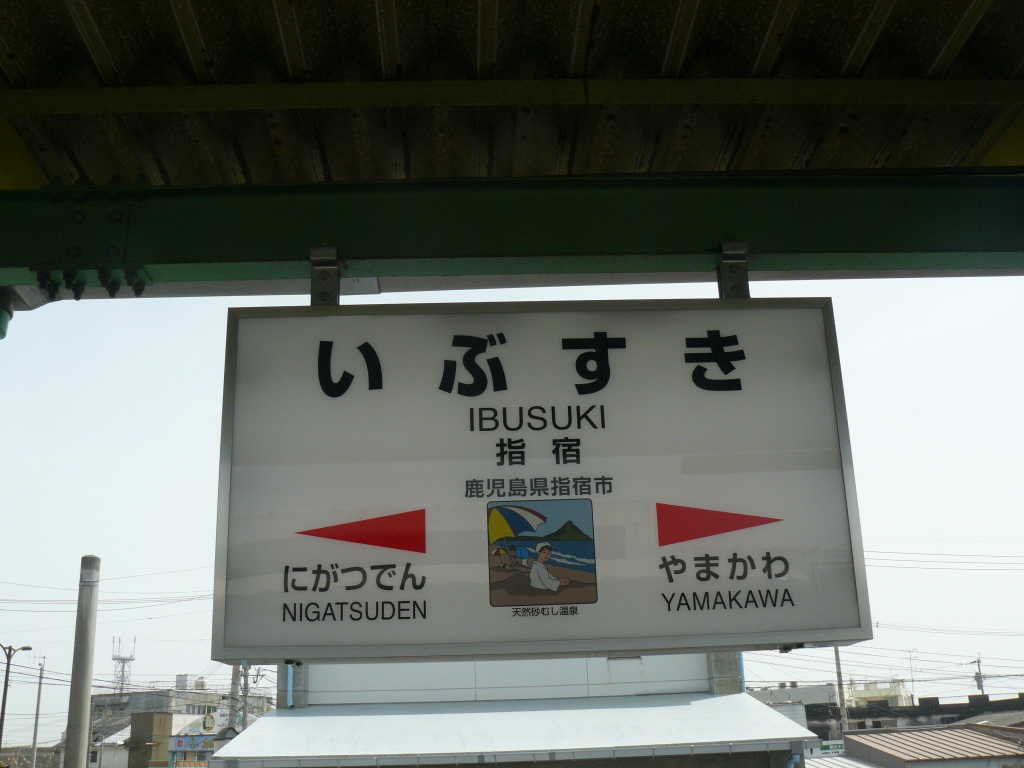 いぶすき
IBUSUKI
指宿
鹿児島県指宿市
にがつでん
NIGATSUDEN
やまかわ
YAMAKAWA
天然砂むし温泉